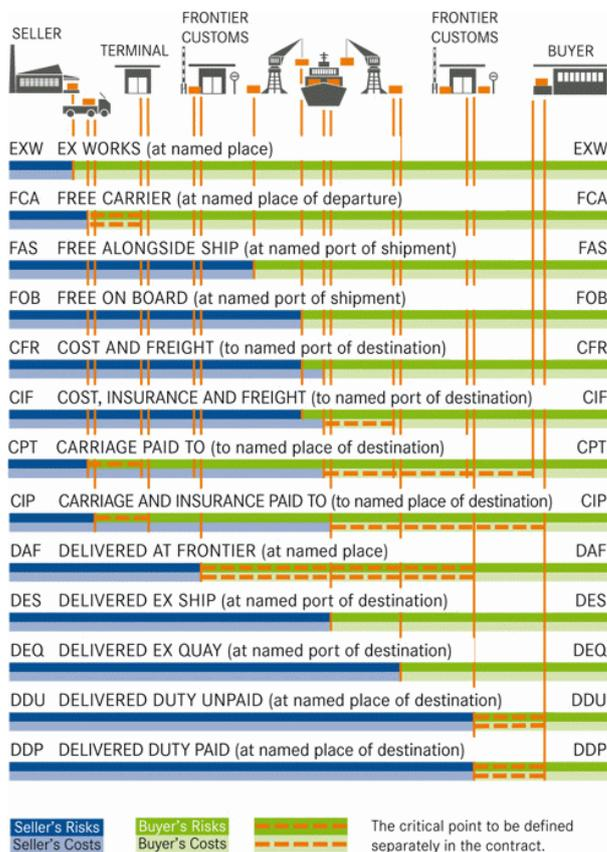 SELLER
TERMINAL
FRONTIER
CUSTOMS
FRONTIER
CUSTOMS
BUYER
EXW EX WORKS (at named place) EXW
FCA FREE CARRIER (at named place of departure) FCA
FAS FREE ALONGSIDE SHIP (at named port of shipment) FAS
FOB FREE ON BOARD (at named port of shipment) FOB
CFR COST AND FREIGHT (to named port of destination) CFR
CIF COST, INSURANCE AND FREIGHT (to named port of destination) CIF
CPT CARRIAGE PAID TO (to named place of destination) CPT
CIP CARRIAGE AND INSURANCE PAID TO (to named place of destination) CIP
DAF DELIVERED AT FRONTIER (at named place) DAF
DES DELIVERED EX SHIP (at named port of destination) DES
DEQ DELIVERED EX QUAY (at named port of destination) DEQ
DDU DELIVERED DUTY UNPAID (at named place of destination) DDU
DDP DELIVERED DUTY PAID (at named place of destination) DDP
Seller's Risks
Seller's Costs
Buyer's Risks
Buyer's Costs
The critical point to be defined
separately in the contract.